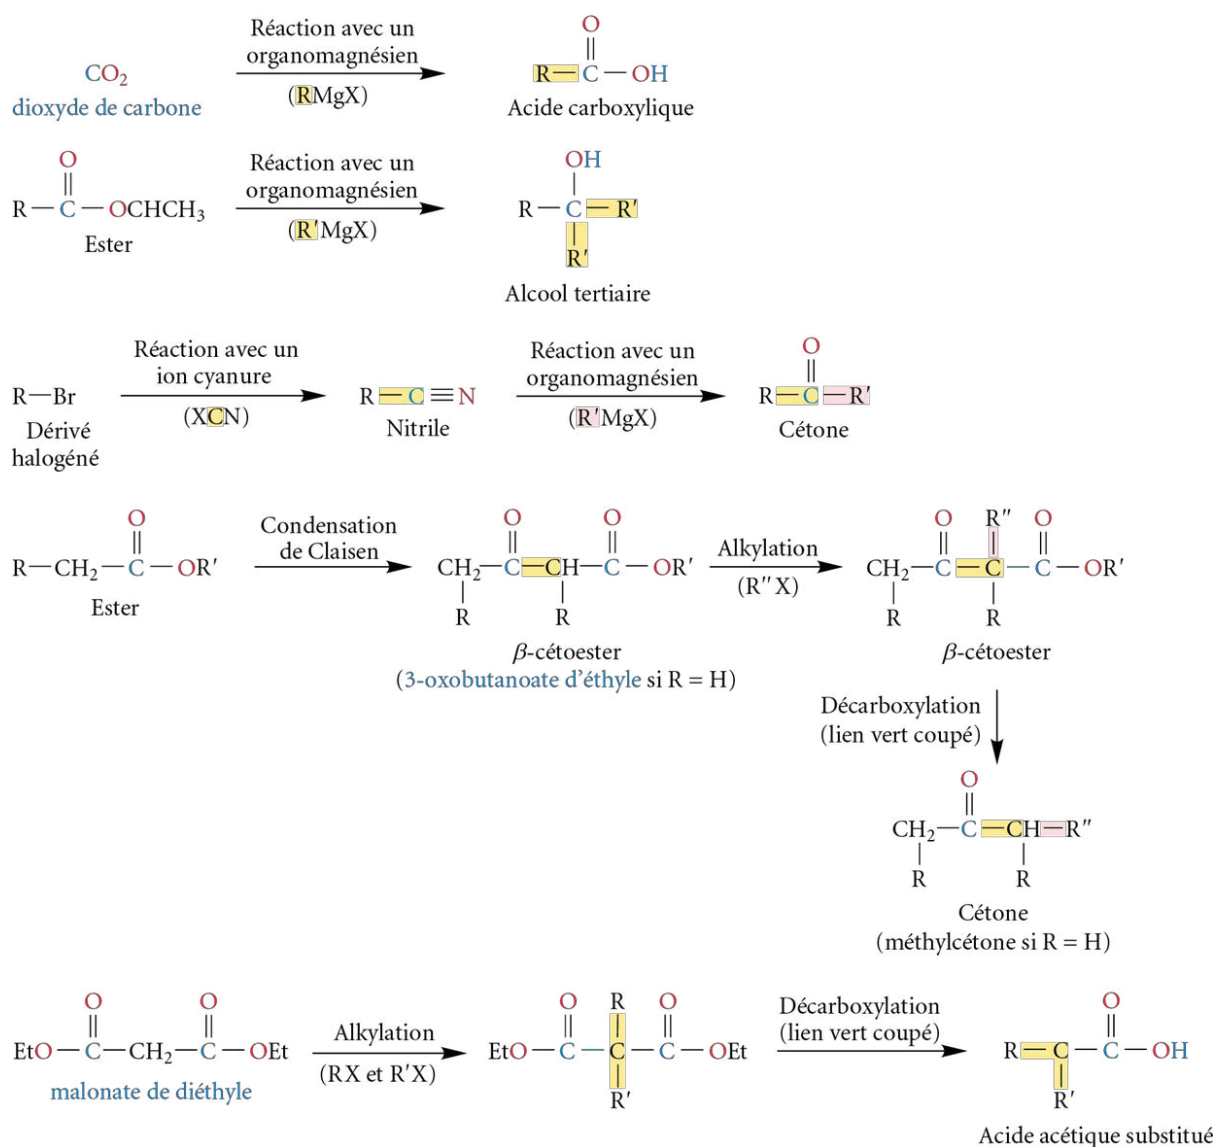 CO2
dioxyde de carbone
Réaction avec un
organomagnésien
(RMgX)
O
R—C—OH
Acide carboxylique
O
R—C—OCHCH3
Ester
Réaction avec un
organomagnésien
(R'MgX)
OH
R—C—R'
R'
Alcool tertiaire
R—Br
Dérivé
halogéné
Réaction avec un
ion cyanure
(XCN)
R—C≡N
Nitrile
Réaction avec un
organomagnésien
(R'MgX)
O
R—C—R'
Cétone
O
R—CH2—C—OR'
Ester
Condensation
de Claisen
O O
CH2—C—CH—C—OR'
R R
β-cétoester
(3-oxobutanoate d'éthyle si R = H)
Alkylation
(R"X)
O R" O
CH2—C—C—C—OR'
R R
β-cétoester
Décarboxylation
(lien vert coupé)
O
CH2—C—CH—R"
R R
Cétone
(méthylcétone si R = H)
O O
EtO—C—CH2—C—OEt
malonate de diéthyle
Alkylation
(RX et R'X)
O R O
EtO—C—C—C—OEt
R'
Décarboxylation
(lien vert coupé)
O
R—C—C—OH
R'
Acide acétique substitué